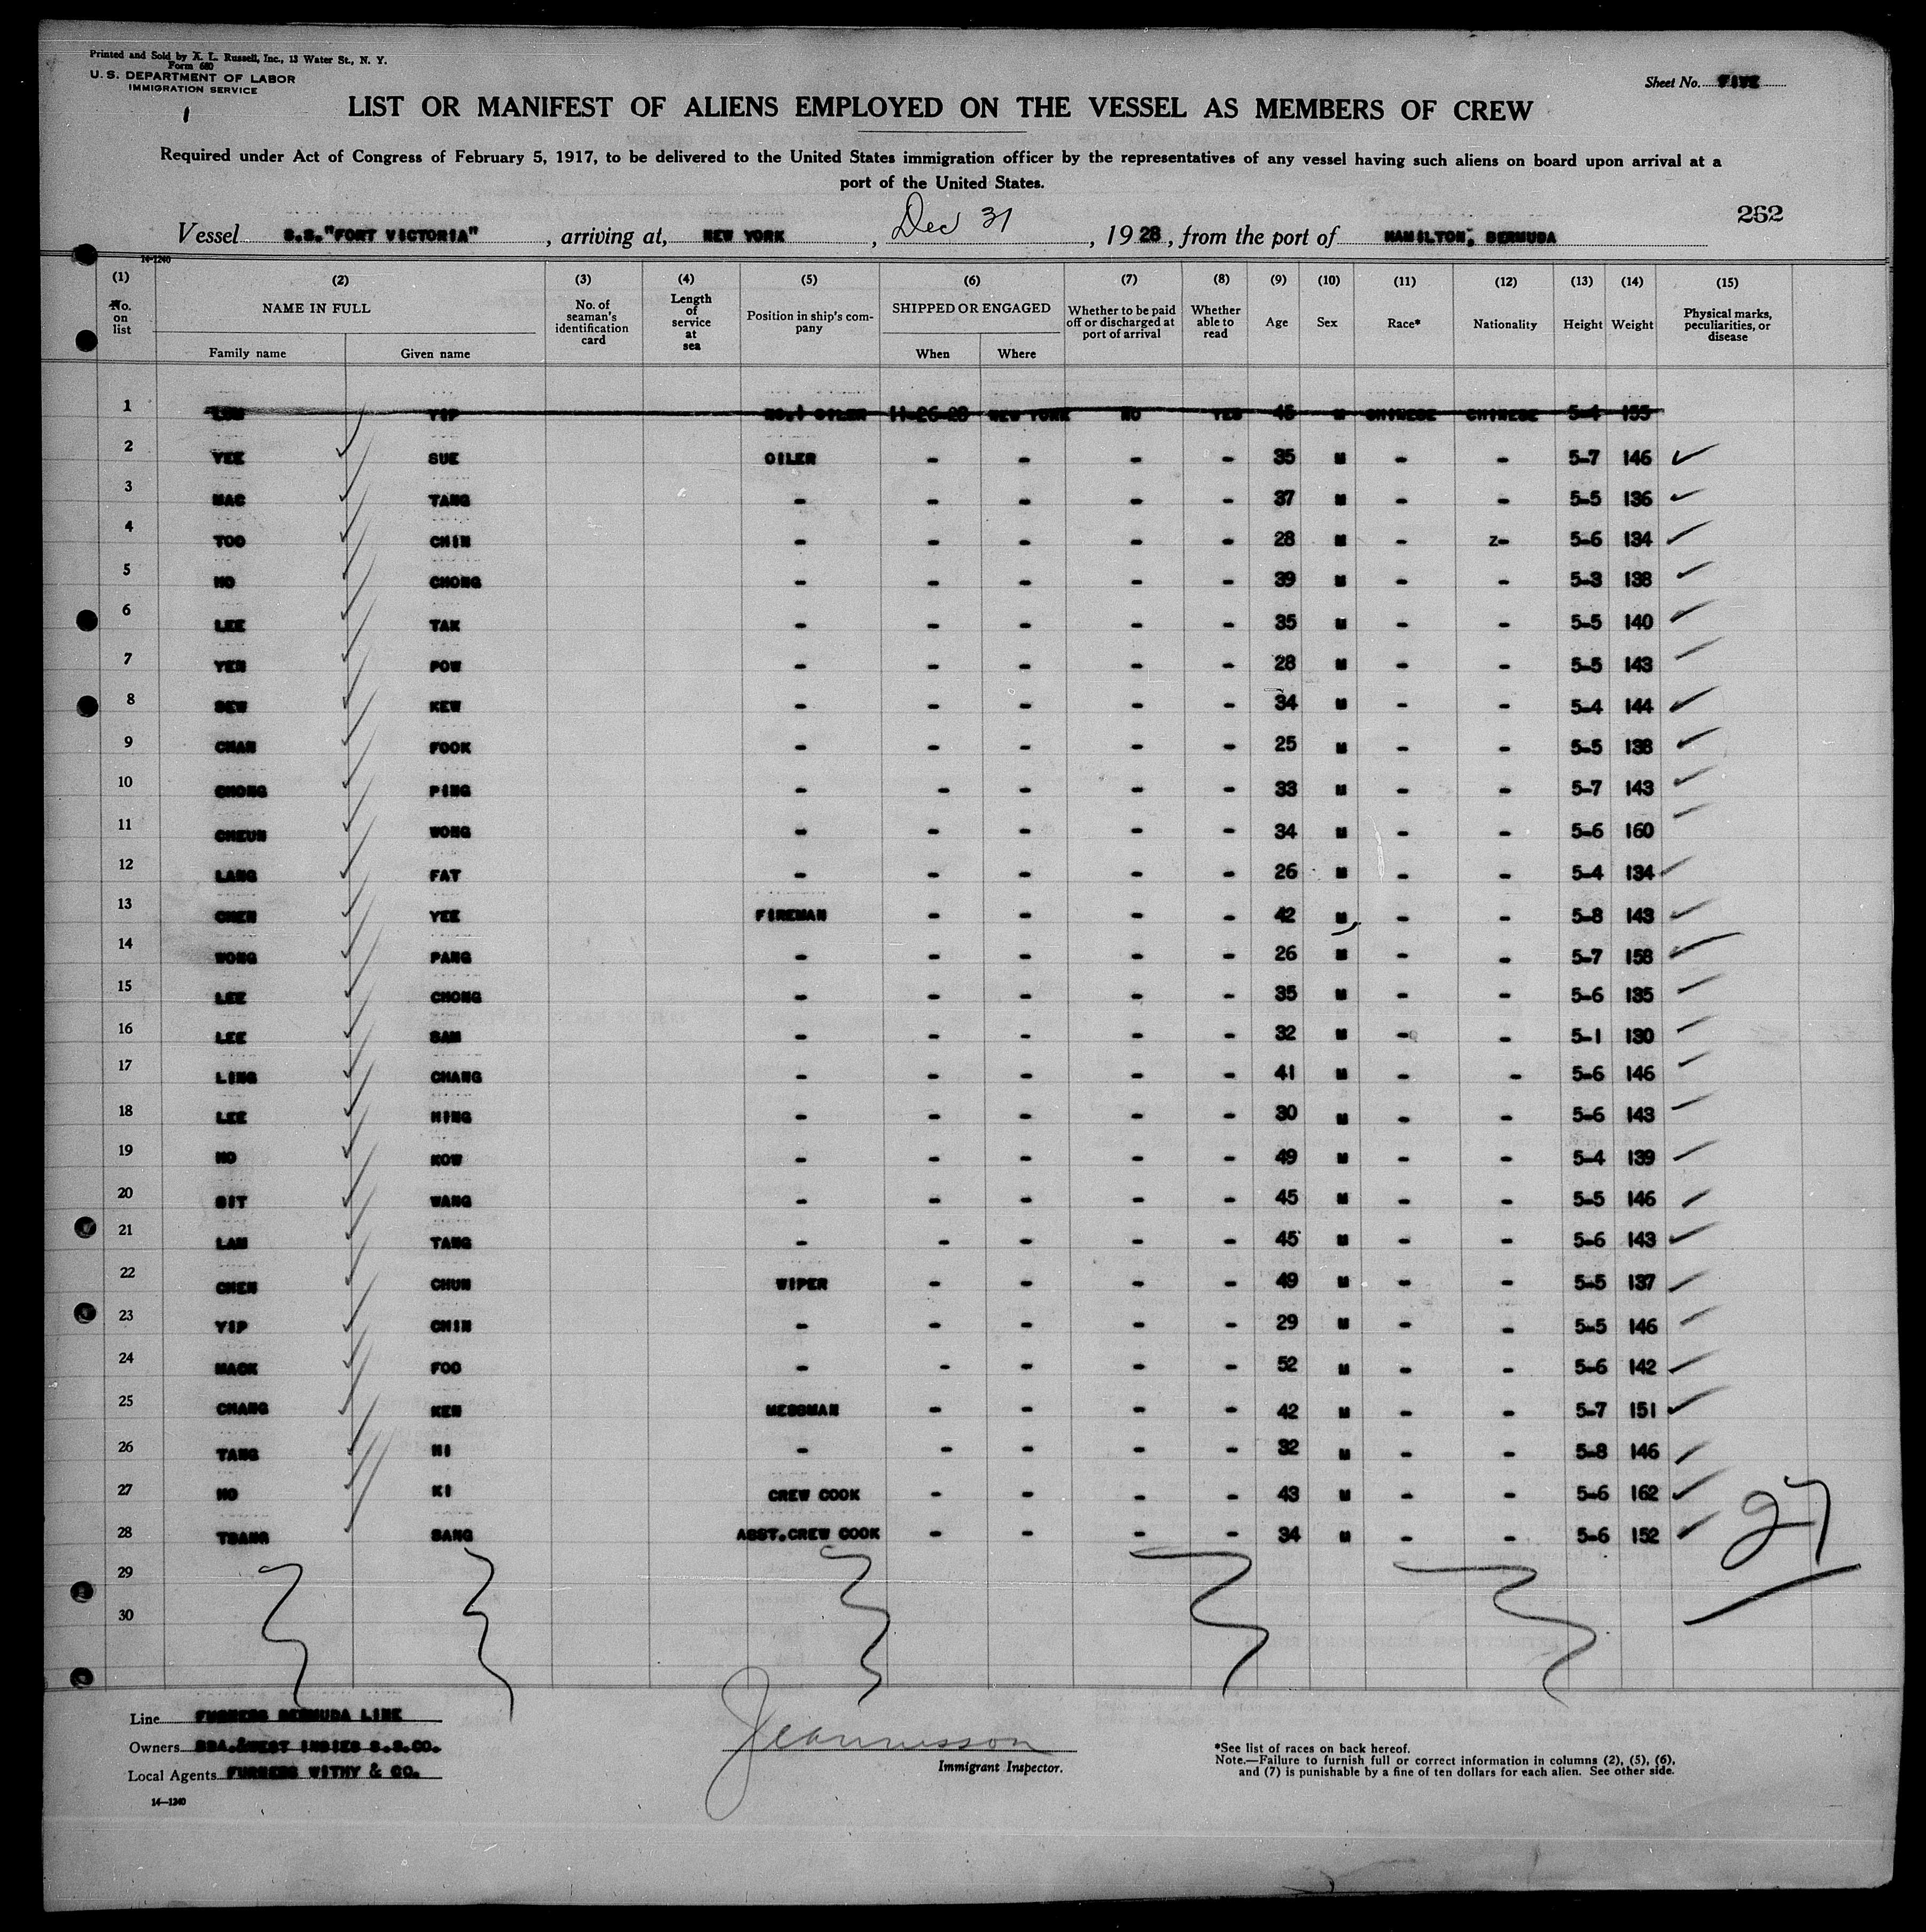 Printed and Sold by A. L. Russell, Inc., 13 Water St., N. Y.
Form 680
U. S. DEPARTMENT OF LABOR
IMMIGRATION SERVICE
1
Sheet No. FIVE
LIST OR MANIFEST OF ALIENS EMPLOYED ON THE VESSEL AS MEMBERS OF CREW
Required under Act of Congress of February 5, 1917, to be delivered to the United States immigration officer by the representatives of any vessel having such aliens on board upon arrival at a
port of the United States.
262
Vessel S.S."FORT VICTORIA", arriving at, NEW YORK, Dec 31, 1928, from the port of HAMILTON, BERMUDA
14-1240
(1) (2) (3) (4) (5) (6) (7) (8) (9) (10) (11) (12) (13) (14) (15)
No. on list NAME IN FULL Family name Given name No. of seaman's identification card Length of service at sea Position in ship's company SHIPPED OR ENGAGED When Where Whether to be paid off or discharged at port of arrival Whether able to read Age Sex Race* Nationality Height Weight Physical marks, peculiarities, or disease
1 YIP NO.1 OILER 11-26-28 NEW YORK NO YES 45 M CHINESE CHINESE 5-4 155
2 YEE SUE OILER - - - - 35 M - - 5-7 146
3 MAC TANG - - - - - 37 M - - 5-5 136
4 TOO CHIN - - - - - 28 M - z- 5-6 134
5 HO CHONG - - - - - 39 M - - 5-3 138
6 LEE TAK - - - - - 35 M - - 5-5 140
7 YEN POW - - - - - 28 M - - 5-5 143
8 SEW KEW - - - - - 34 M - - 5-4 144
9 CHAN FOOK - - - - - 25 M - - 5-5 138
10 CHONG PING - - - - - 33 M - - 5-7 143
11 CHEUN WONG - - - - - 34 M - - 5-6 160
12 LANG FAT - - - - - 26 M - - 5-4 134
13 CHEN YEE FIREMAN - - - - 42 M - - 5-8 143
14 WONG PANG - - - - - 26 M - - 5-7 158
15 LEE CHONG - - - - - 35 M - - 5-6 135
16 LEE SAM - - - - - 32 M - - 5-1 130
17 LING CHANG - - - - - 41 M - - 5-6 146
18 LEE HING - - - - - 30 M - - 5-6 143
19 HO KOW - - - - - 49 M - - 5-4 139
20 SIT WANG - - - - - 45 M - - 5-5 146
21 LAM TANG - - - - - 45 M - - 5-6 143
22 CHEN CHUN WIPER - - - - 49 M - - 5-5 137
23 YIP CHIN - - - - - 29 M - - 5-5 146
24 MACK FOO - - - - - 52 M - - 5-6 142
25 CHANG KEN MESSMAN - - - - 42 M - - 5-7 151
26 TANG HI - - - - - 32 M - - 5-8 146
27 HO KI CREW COOK - - - - 43 M - - 5-6 162
28 TSANG SANG ASST.CREW COOK - - - - 34 M - - 5-6 152
27
29
30
Line FURNESS BERMUDA LINE
Owners BDA.&WEST INDIES S.S.CO.
Local Agents FURNESS WITHY & CO.
14-1240
Immigrant Inspector.
*See list of races on back hereof.
Note.—Failure to furnish full or correct information in columns (2), (5), (6),
and (7) is punishable by a fine of ten dollars for each alien. See other side.